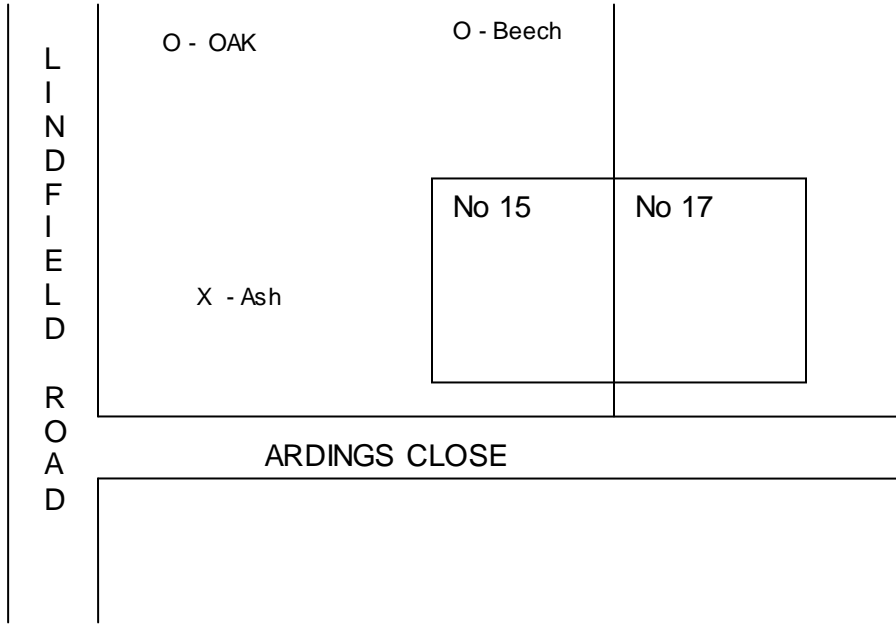 LINDFIELD ROAD
O - OAK
O - Beech
No 15
No 17
X - Ash
ARDINGS CLOSE